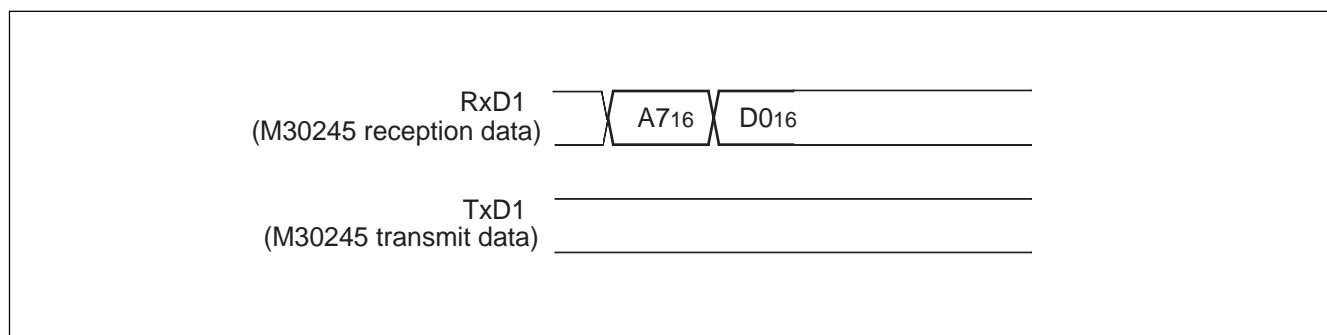 RxD1
(M30245 reception data)
A716 D016
TxD1
(M30245 transmit data)